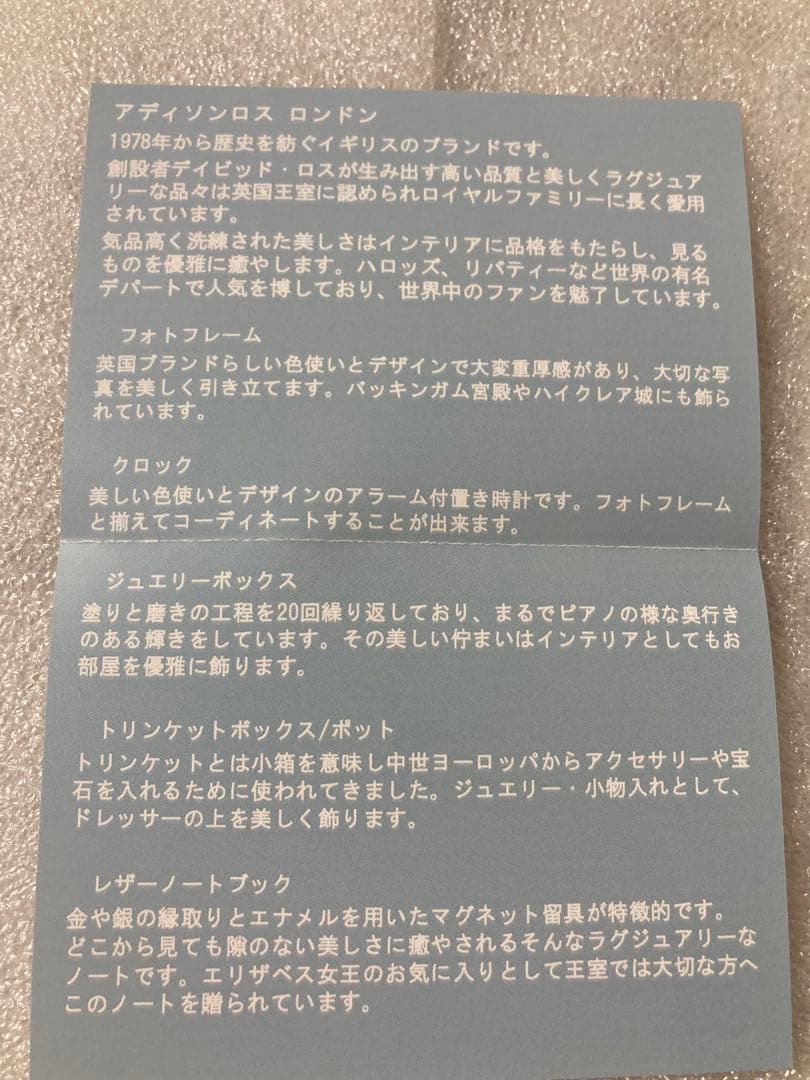 アディソンロス ロンドン
1978年から歴史を紡ぐイギリスのブランドです。
創設者デイビッド・ロスが生み出す高い品質と美しくラグジュア
リーな品々は英国王室に認められロイヤルファミリーに長く愛用
されています。
気品高く洗練された美しさはインテリアに品格をもたらし、見る
ものを優雅に癒やします。ハロッズ、リバティーなど世界の有名
デパートで人気を博しており、世界中のファンを魅了しています。
フォトフレーム
英国ブランドらしい色使いとデザインで大変重厚感があり、大切な写
真を美しく引き立てます。バッキンガム宮殿やハイクレア城にも飾ら
れています。
クロック
美しい色使いとデザインのアラーム付置き時計です。フォトフレーム
と揃えてコーディネートすることが出来ます。
ジュエリーボックス
塗りと磨きの工程を20回繰り返しており、まるでピアノの様な奥行き
のある輝きをしています。その美しい佇まいはインテリアとしてもお
部屋を優雅に飾ります。
トリンケットボックス/ポット
トリンケットとは小箱を意味し中世ヨーロッパからアクセサリーや宝
石を入れるために使われてきました。ジュエリー・小物入れとして、
ドレッサーの上を美しく飾ります。
レザーノートブック
金や銀の縁取りとエナメルを用いたマグネット留具が特徴的です。
どこから見ても隙のない美しさに癒やされるそんなラグジュアリーな
ノートです。エリザベス女王のお気に入りとして王室では大切な方へ
このノートを贈られています。